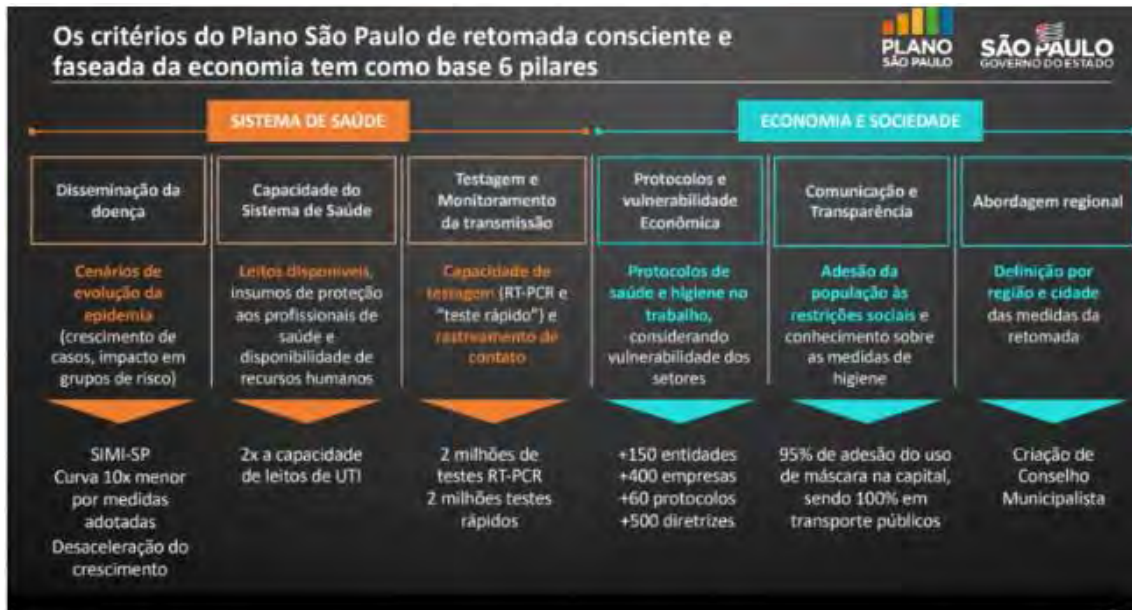 Os critérios do Plano São Paulo de retomada consciente e
faseada da economia tem como base 6 pilares
PLANO
SÃO PAULO
SÃO PAULO
GOVERNO DO ESTADO
SISTEMA DE SAÚDE
ECONOMIA E SOCIEDADE
Disseminação da
doença
Capacidade do
Sistema de Saúde
Testagem e
Monitoramento
da transmissão
Protocolos e
vulnerabilidade
Econômica
Comunicação e
Transparência
Abordagem regional
Cenários de
evolução da
epidemia
(crescimento de
casos, impacto em
grupos de risco)
Leitos disponíveis,
insumos de proteção
aos profissionais de
saúde e
disponibilidade de
recursos humanos
Capacidade de
testagem (RT-PCR e
"teste rápido") e
rastreamento de
contato
Protocolos de
saúde e higiene no
trabalho,
considerando
vulnerabilidade dos
setores
Adesão da
população às
restrições sociais e
conhecimento sobre
as medidas de
higiene
Definição por
região e cidade
das medidas da
retomada
SIMI-SP
Curva 10x menor
por medidas
adotadas
Desaceleração do
crescimento
2x a capacidade
de leitos de UTI
2 milhões de
testes RT-PCR
2 milhões testes
rápidos
+150 entidades
+400 empresas
+60 protocolos
+500 diretrizes
95% de adesão do uso
de máscara na capital,
sendo 100% em
transporte públicos
Criação de
Conselho
Municipalista